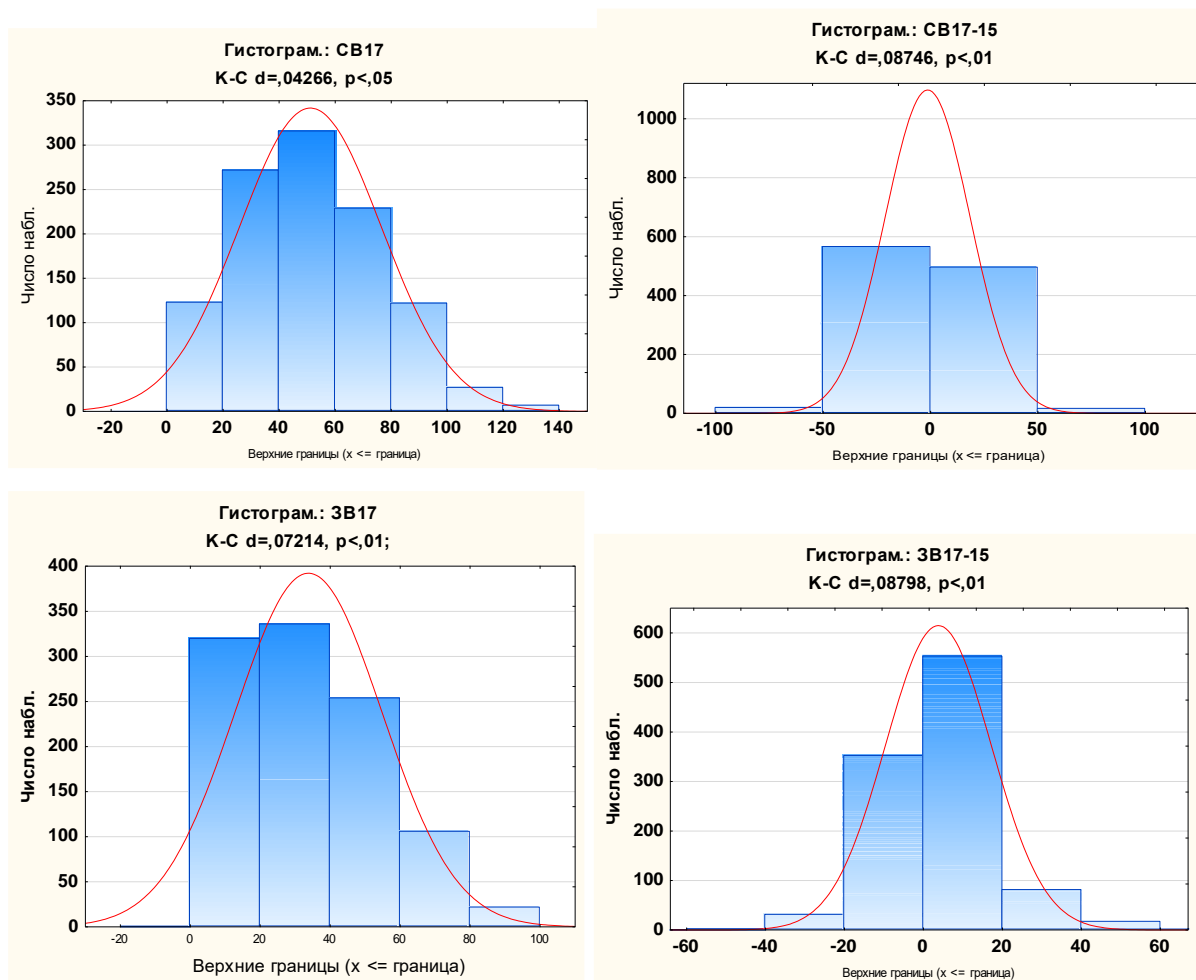 Гистограм.: СВ17
К-С d=,04266, p<,05
350
300
250
200
150
100
50
0
Число набл.
-20 0 20 40 60 80 100 120 140
Верхние границы (x <= граница)
Гистограм.: СВ17-15
К-С d=,08746, p<,01
1000
800
600
400
200
0
Число набл.
-100 -50 0 50 100
Верхние границы (x <= граница)
Гистограм.: ЗВ17
К-С d=,07214, p<,01;
400
350
300
250
200
150
100
50
0
Число набл.
-20 0 20 40 60 80 100
Верхние границы (x <= граница)
Гистограм.: ЗВ17-15
К-С d=,08798, p<,01
600
500
400
300
200
100
0
Число набл.
-60 -40 -20 0 20 40 60
Верхние границы (x <= граница)